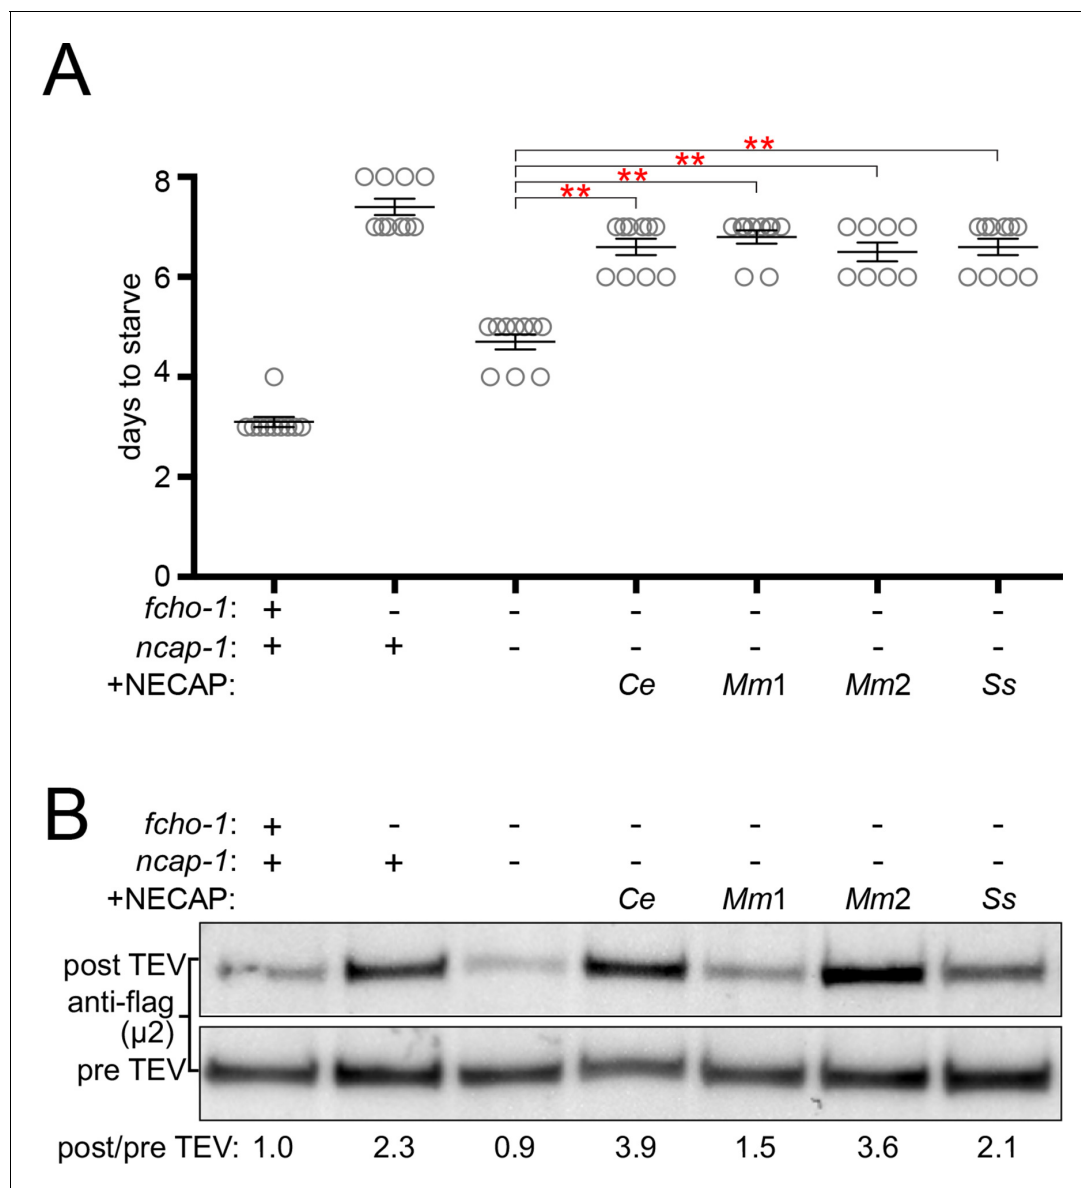 A
** 
**
**
**
8
6
4
2
0
days to starve
fcho-1: + - - - - - -
ncap-1: + + - - - - -
+NECAP: Ce Mm1 Mm2 Ss
B
fcho-1: + - - - - - -
ncap-1: + + - - - - -
+NECAP: Ce Mm1 Mm2 Ss
post TEV
anti-flag
(µ2)
pre TEV
post/pre TEV: 1.0 2.3 0.9 3.9 1.5 3.6 2.1